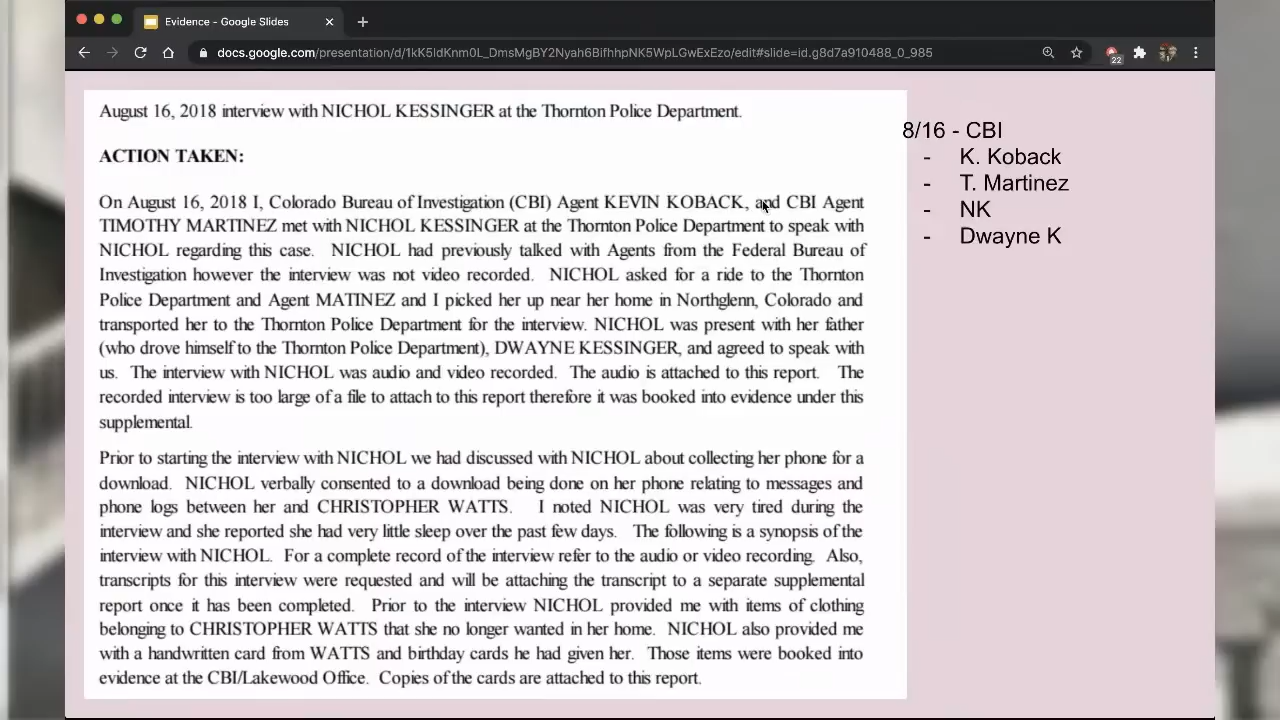 Evidence - Google Slides
docs.google.com/presentation/d/1kK5IdKnm0L_DmsMgBY2Nyah6BifhhpNK5WpLGwExEzo/edit#slide=id.g8d7a910488_0_985
22
August 16, 2018 interview with NICHOL KESSINGER at the Thornton Police Department.
ACTION TAKEN:
On August 16, 2018 I, Colorado Bureau of Investigation (CBI) Agent KEVIN KOBACK, and CBI Agent
TIMOTHY MARTINEZ met with NICHOL KESSINGER at the Thornton Police Department to speak with
NICHOL regarding this case. NICHOL had previously talked with Agents from the Federal Bureau of
Investigation however the interview was not video recorded. NICHOL asked for a ride to the Thornton
Police Department and Agent MATINEZ and I picked her up near her home in Northglenn, Colorado and
transported her to the Thornton Police Department for the interview. NICHOL was present with her father
(who drove himself to the Thornton Police Department), DWAYNE KESSINGER, and agreed to speak with
us. The interview with NICHOL was audio and video recorded. The audio is attached to this report. The
recorded interview is too large of a file to attach to this report therefore it was booked into evidence under this
supplemental.
Prior to starting the interview with NICHOL we had discussed with NICHOL about collecting her phone for a
download. NICHOL verbally consented to a download being done on her phone relating to messages and
phone logs between her and CHRISTOPHER WATTS. I noted NICHOL was very tired during the
interview and she reported she had very little sleep over the past few days. The following is a synopsis of the
interview with NICHOL. For a complete record of the interview refer to the audio or video recording. Also,
transcripts for this interview were requested and will be attaching the transcript to a separate supplemental
report once it has been completed. Prior to the interview NICHOL provided me with items of clothing
belonging to CHRISTOPHER WATTS that she no longer wanted in her home. NICHOL also provided me
with a handwritten card from WATTS and birthday cards he had given her. Those items were booked into
evidence at the CBI/Lakewood Office. Copies of the cards are attached to this report.
8/16 - CBI
- K. Koback
- T. Martinez
- NK
- Dwayne K